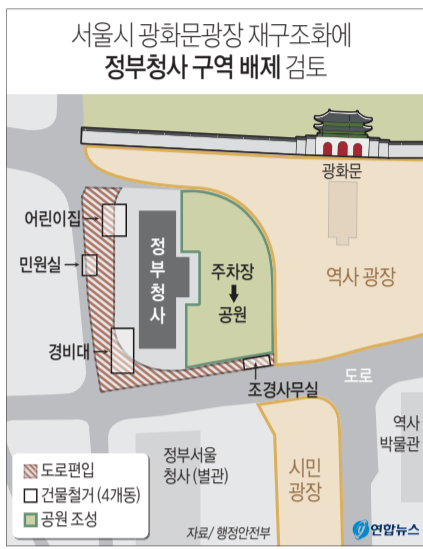 서울시 광화문광장 재구조화에
정부청사 구역 배제 검토
광화문
어린이집
민원실
정부청사
주차장
공원
역사 광장
경비대
조경사무실
도로
역사
박물관
정부서울
청사(별관)
시민
광장
도로편입
건물철거 (4개동)
공원 조성
자료/ 행정안전부
연합뉴스